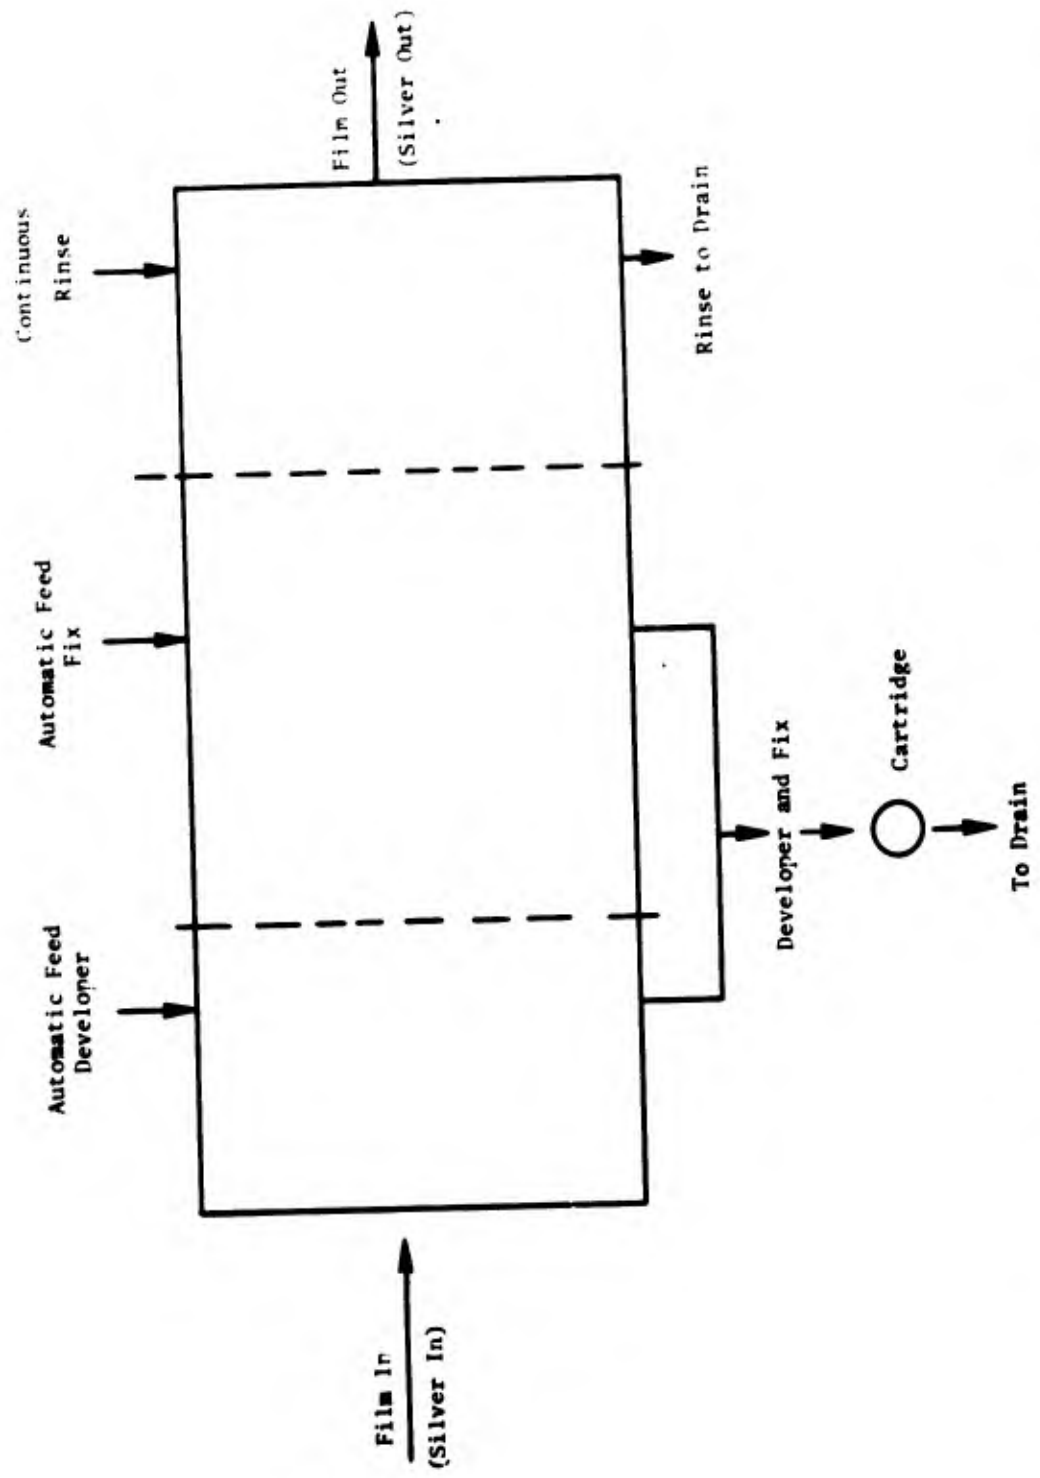 Film In
(Silver In)
Automatic Feed
Developer
Automatic Feed
Fix
Continuous
Rinse
Film Out
(Silver Out)
Rinse to Drain
Developer and Fix
Cartridge
To Drain